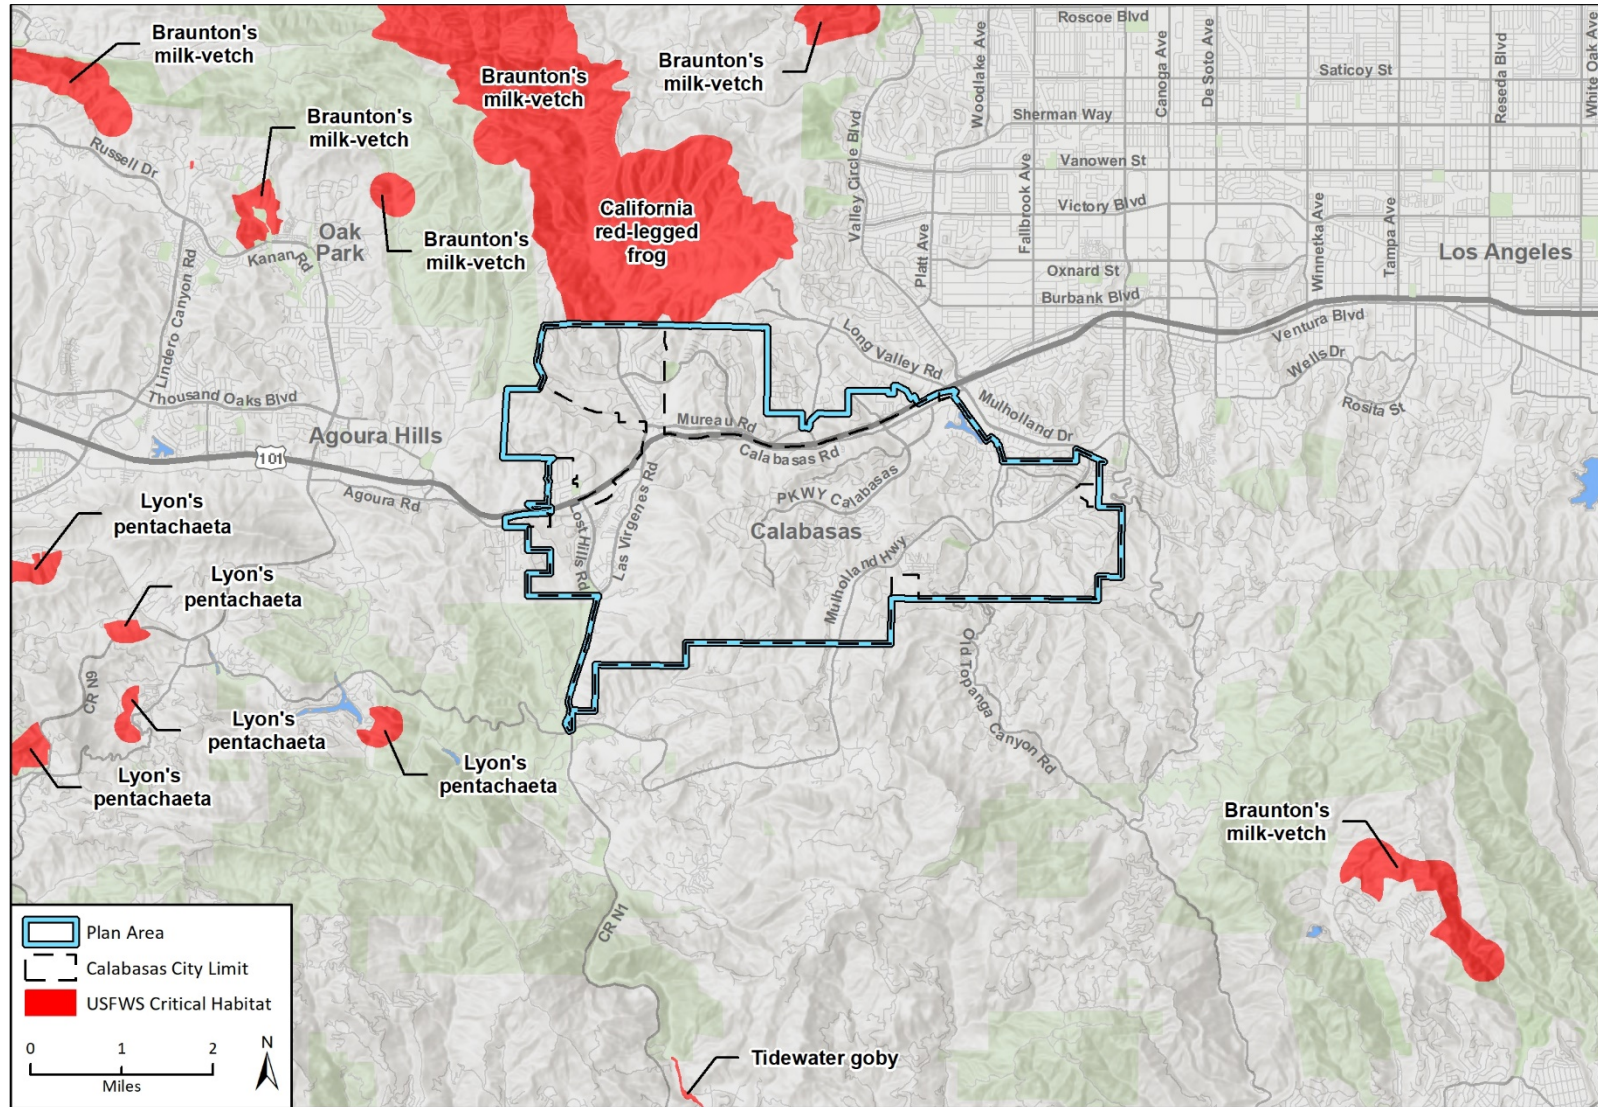 Braunton's
milk-vetch
Braunton's
milk-vetch
Braunton's
milk-vetch
Braunton's
milk-vetch
Braunton's
milk-vetch
California
red-legged
frog
Roscoe Blvd
Saticoy St
Sherman Way
Vanowen St
Victory Blvd
Oxnard St
Burbank Blvd
Ventura Blvd
Wells Dr
Rosita St
Los Angeles
Valley Circle Blvd
Woodlake Ave
Platt Ave
Fallbrook Ave
Canoga Ave
De Soto Ave
Winnetka Ave
Tampa Ave
Reseda Blvd
White Oak Ave
Russell Dr
Oak
Park
Kanan Rd
Lindero Canyon Rd
Thousand Oaks Blvd
Agoura Hills
101
Agoura Rd
Long Valley Rd
Mulholland Dr
Mureau Rd
Calabasas Rd
PKWY Calabasas
Calabasas
Lost Hills Rd
Las Virgenes Rd
Mulholland Hwy
Old Topanga Canyon Rd
Lyon's
pentachaeta
Lyon's
pentachaeta
Lyon's
pentachaeta
Lyon's
pentachaeta
Lyon's
pentachaeta
CR N9
CR N1
Braunton's
milk-vetch
Tidewater goby
Plan Area
Calabasas City Limit
USFWS Critical Habitat
0 1 2
Miles
N